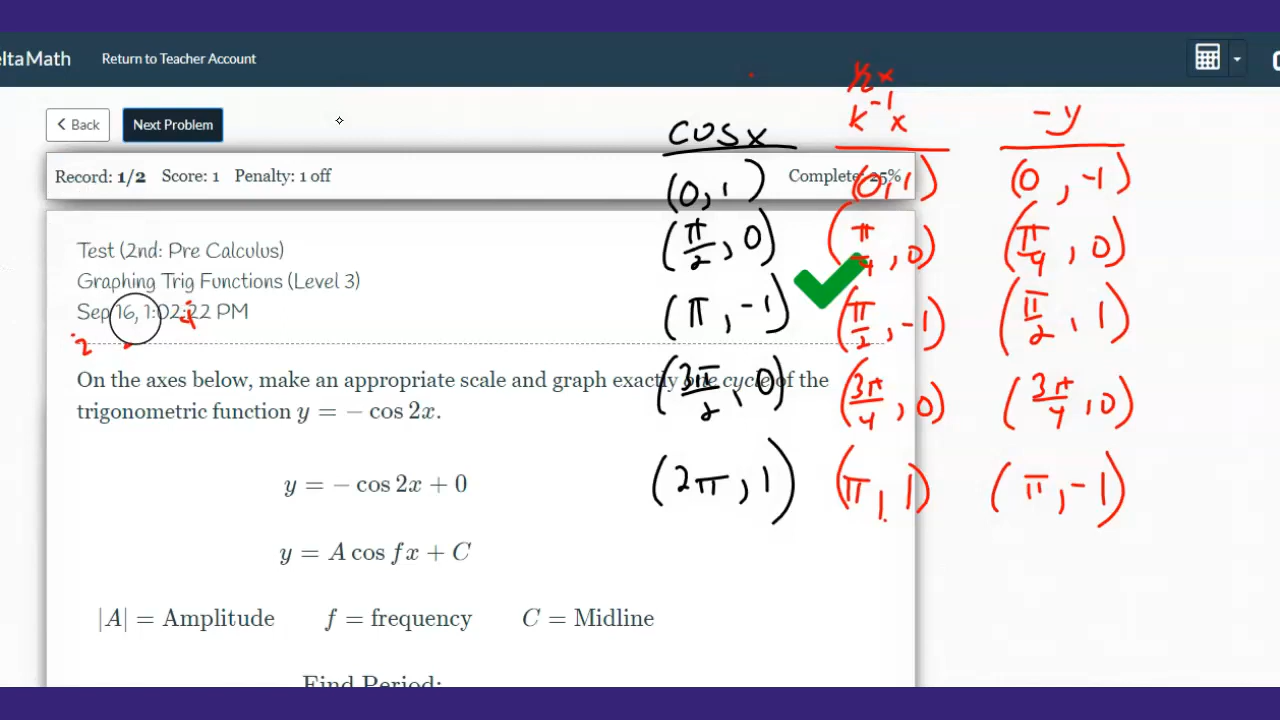 eltaMath Return to Teacher Account
Back Next Problem
Record: 1/2 Score: 1 Penalty: 1 off Complete: 25%
Test (2nd: Pre Calculus)
Graphing Trig Functions (Level 3)
Sep 16, 1:02:22 PM
2 4
On the axes below, make an appropriate scale and graph exactly one cycle of the
trigonometric function y = − cos 2x.
y = − cos 2x + 0
y = A cos fx + C
|A| = Amplitude f = frequency C = Midline
Find Period:
cosx
(0, 1)
(π/2, 0)
(π, -1)
(3π/2, 0)
(2π, 1)
½x
k⁻¹x
(0, 1)
(π/4, 0)
(π/2, -1)
(3π/4, 0)
(π, 1)
-y
(0, -1)
(π/4, 0)
(π/2, 1)
(3π/4, 0)
(π, -1)